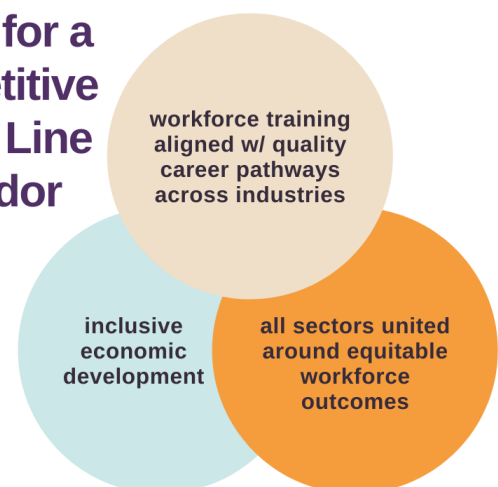 for a
titive
Line
dor
workforce training
aligned w/ quality
career pathways
across industries
inclusive
economic
development
all sectors united
around equitable
workforce
outcomes